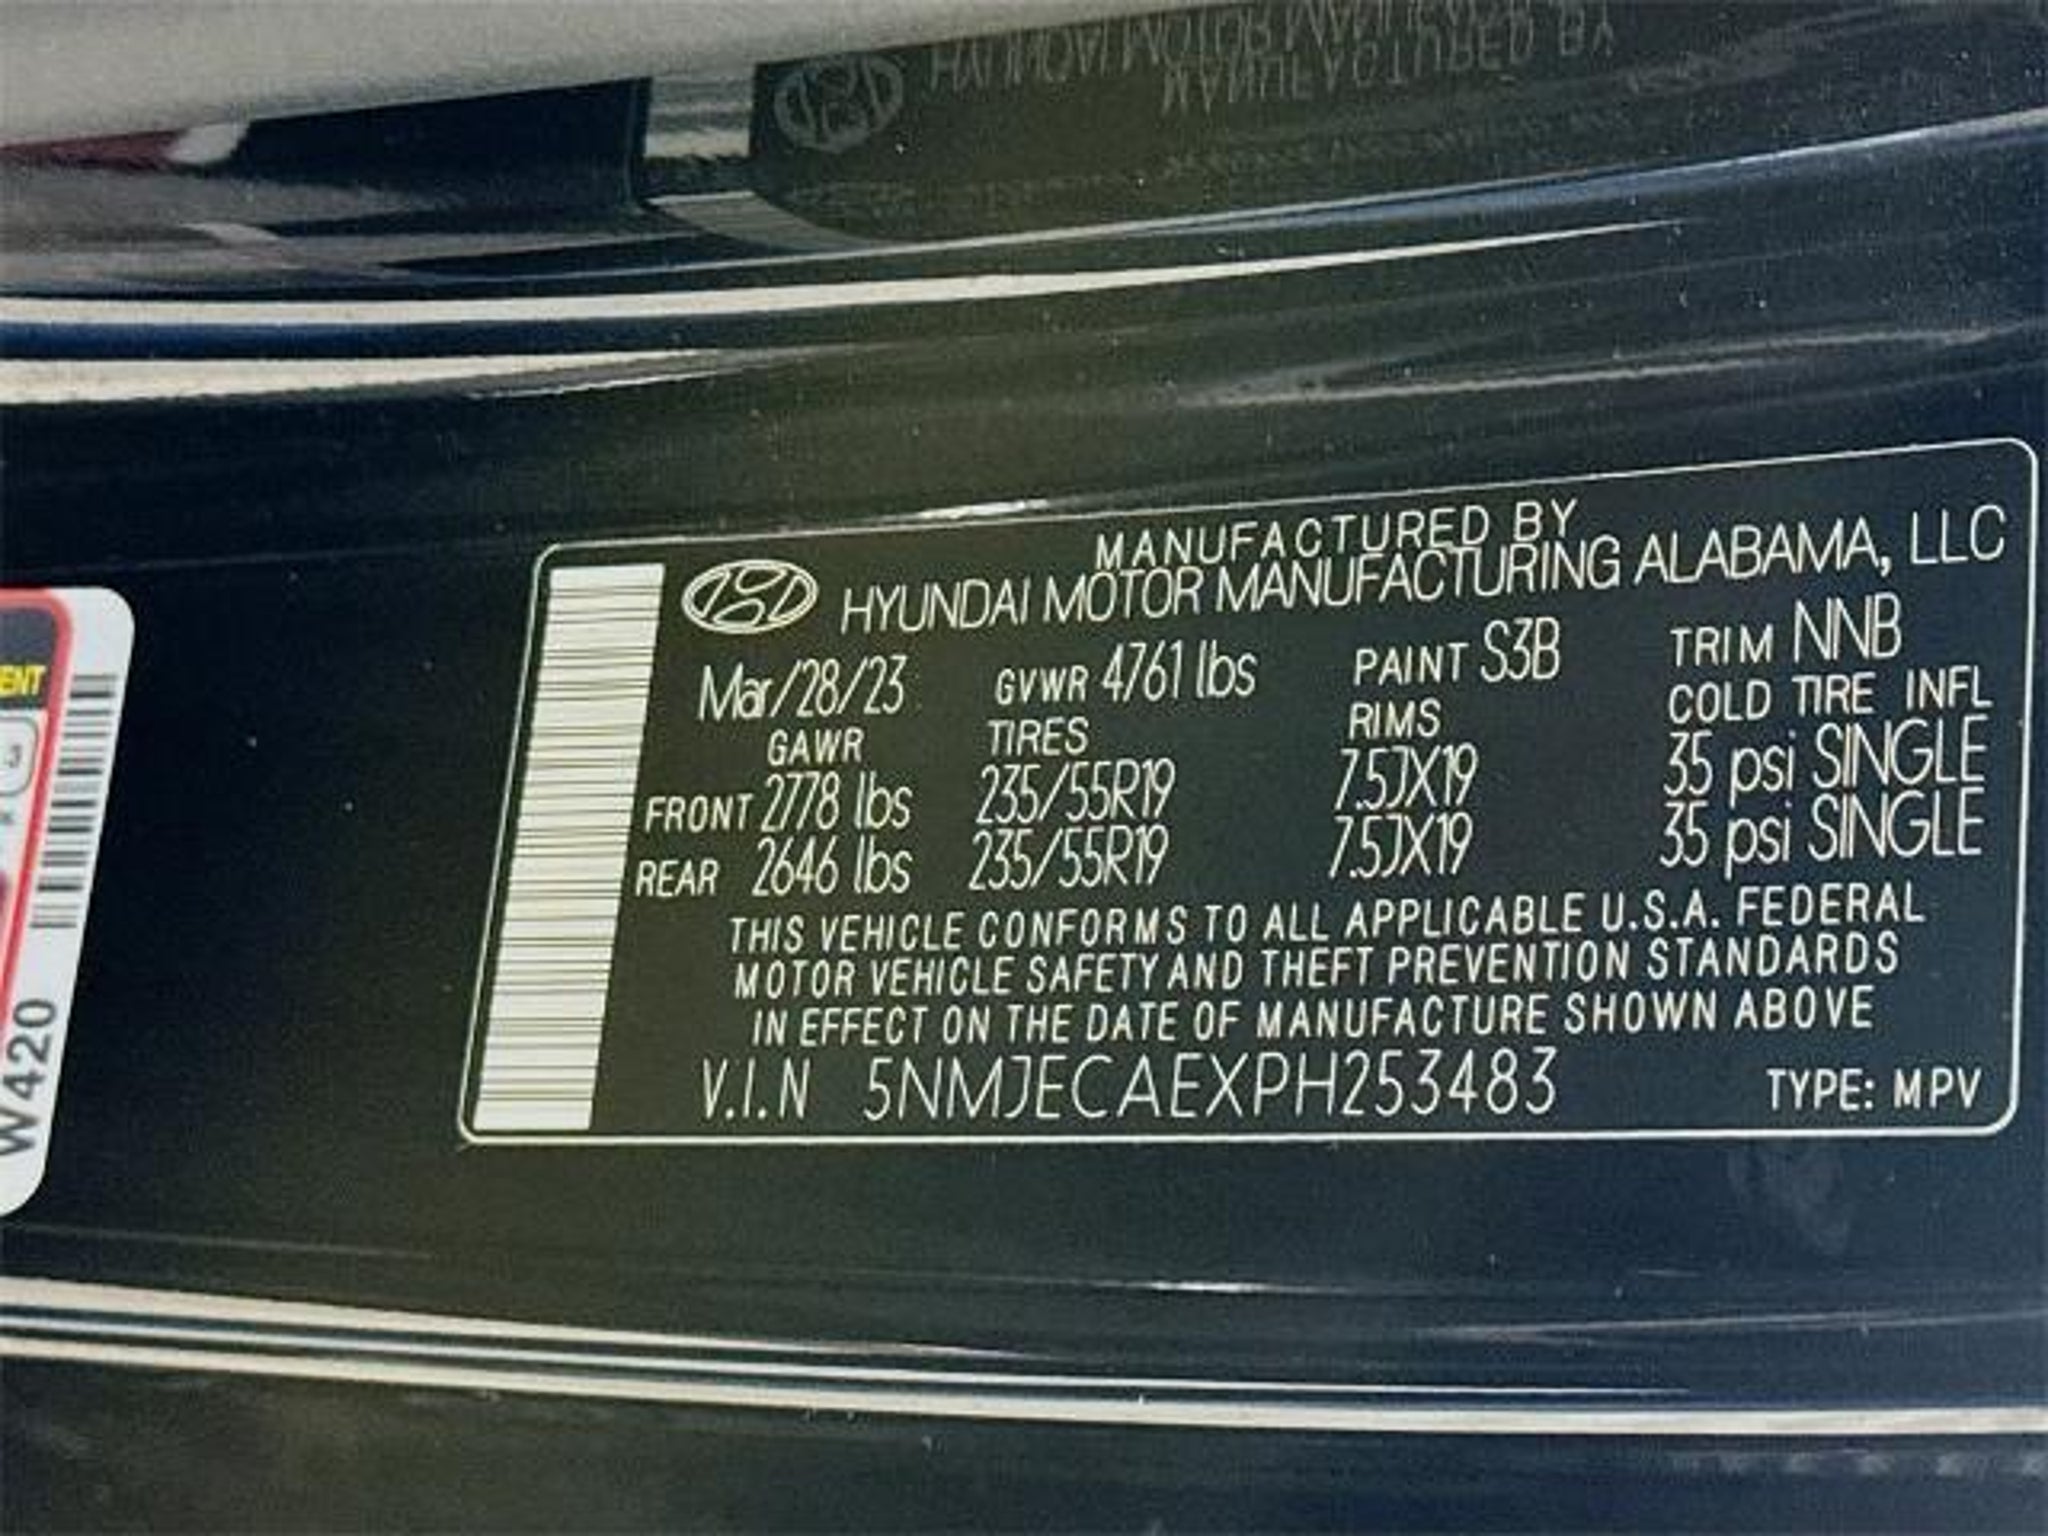 MANUFACTURED BY
HYUNDAI MOTOR MANUFACTURING ALABAMA, LLC
Mar/28/23 GVWR 4761 lbs PAINT S3B TRIM NNB
GAWR TIRES RIMS COLD TIRE INFL
FRONT 2778 lbs 235/55R19 7.5JX19 35 psi SINGLE
REAR 2646 lbs 235/55R19 7.5JX19 35 psi SINGLE
THIS VEHICLE CONFORMS TO ALL APPLICABLE U.S.A. FEDERAL
MOTOR VEHICLE SAFETY AND THEFT PREVENTION STANDARDS
IN EFFECT ON THE DATE OF MANUFACTURE SHOWN ABOVE
V.I.N 5NMJECAEXPH253483 TYPE: MPV
ENT
W420